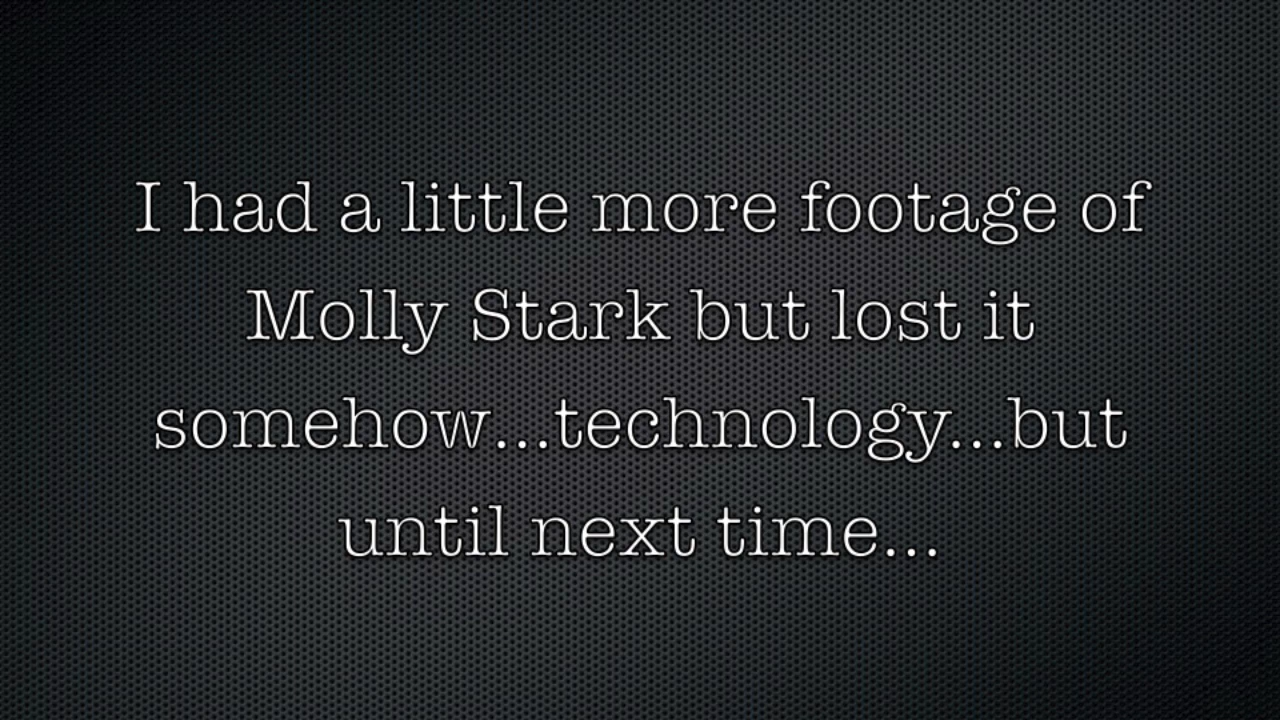 I had a little more footage of
Molly Stark but lost it
somehow...technology...but
until next time...